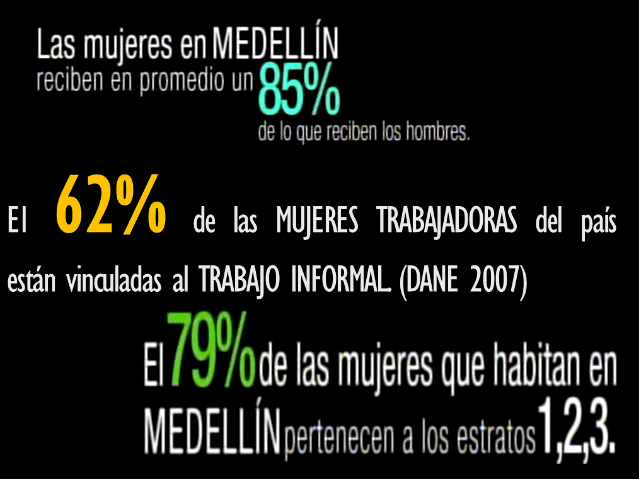 Las mujeres en MEDELLÍN
reciben en promedio un 85%
de lo que reciben los hombres.
El 62% de las MUJERES TRABAJADORAS del país
están vinculadas al TRABAJO INFORMAL. (DANE 2007)
El 79% de las mujeres que habitan en
MEDELLÍN pertenecen a los estratos 1,2,3.